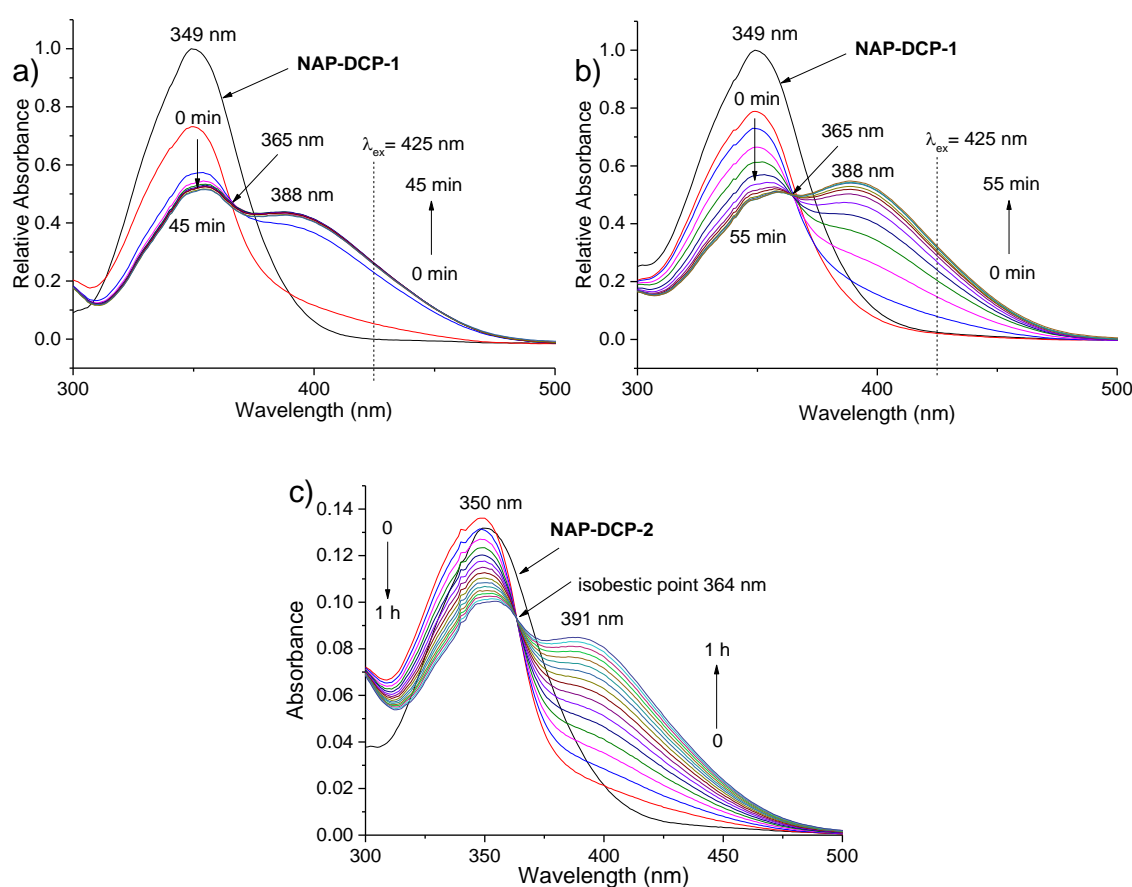 a)
349 nm
NAP-DCP-1
0 min
365 nm
λex= 425 nm
388 nm
45 min
45 min
0 min
1.0
0.8
0.6
0.4
0.2
0.0
Relative Absorbance
300
400
500
Wavelength (nm)
b)
349 nm
NAP-DCP-1
0 min
365 nm
λex= 425 nm
388 nm
55 min
55 min
0 min
1.0
0.8
0.6
0.4
0.2
0.0
Relative Absorbance
300
400
500
Wavelength (nm)
c)
350 nm
NAP-DCP-2
0
1 h
isobestic point 364 nm
391 nm
1 h
0
0.14
0.12
0.10
0.08
0.06
0.04
0.02
0.00
Absorbance
300
350
400
450
500
Wavelength (nm)